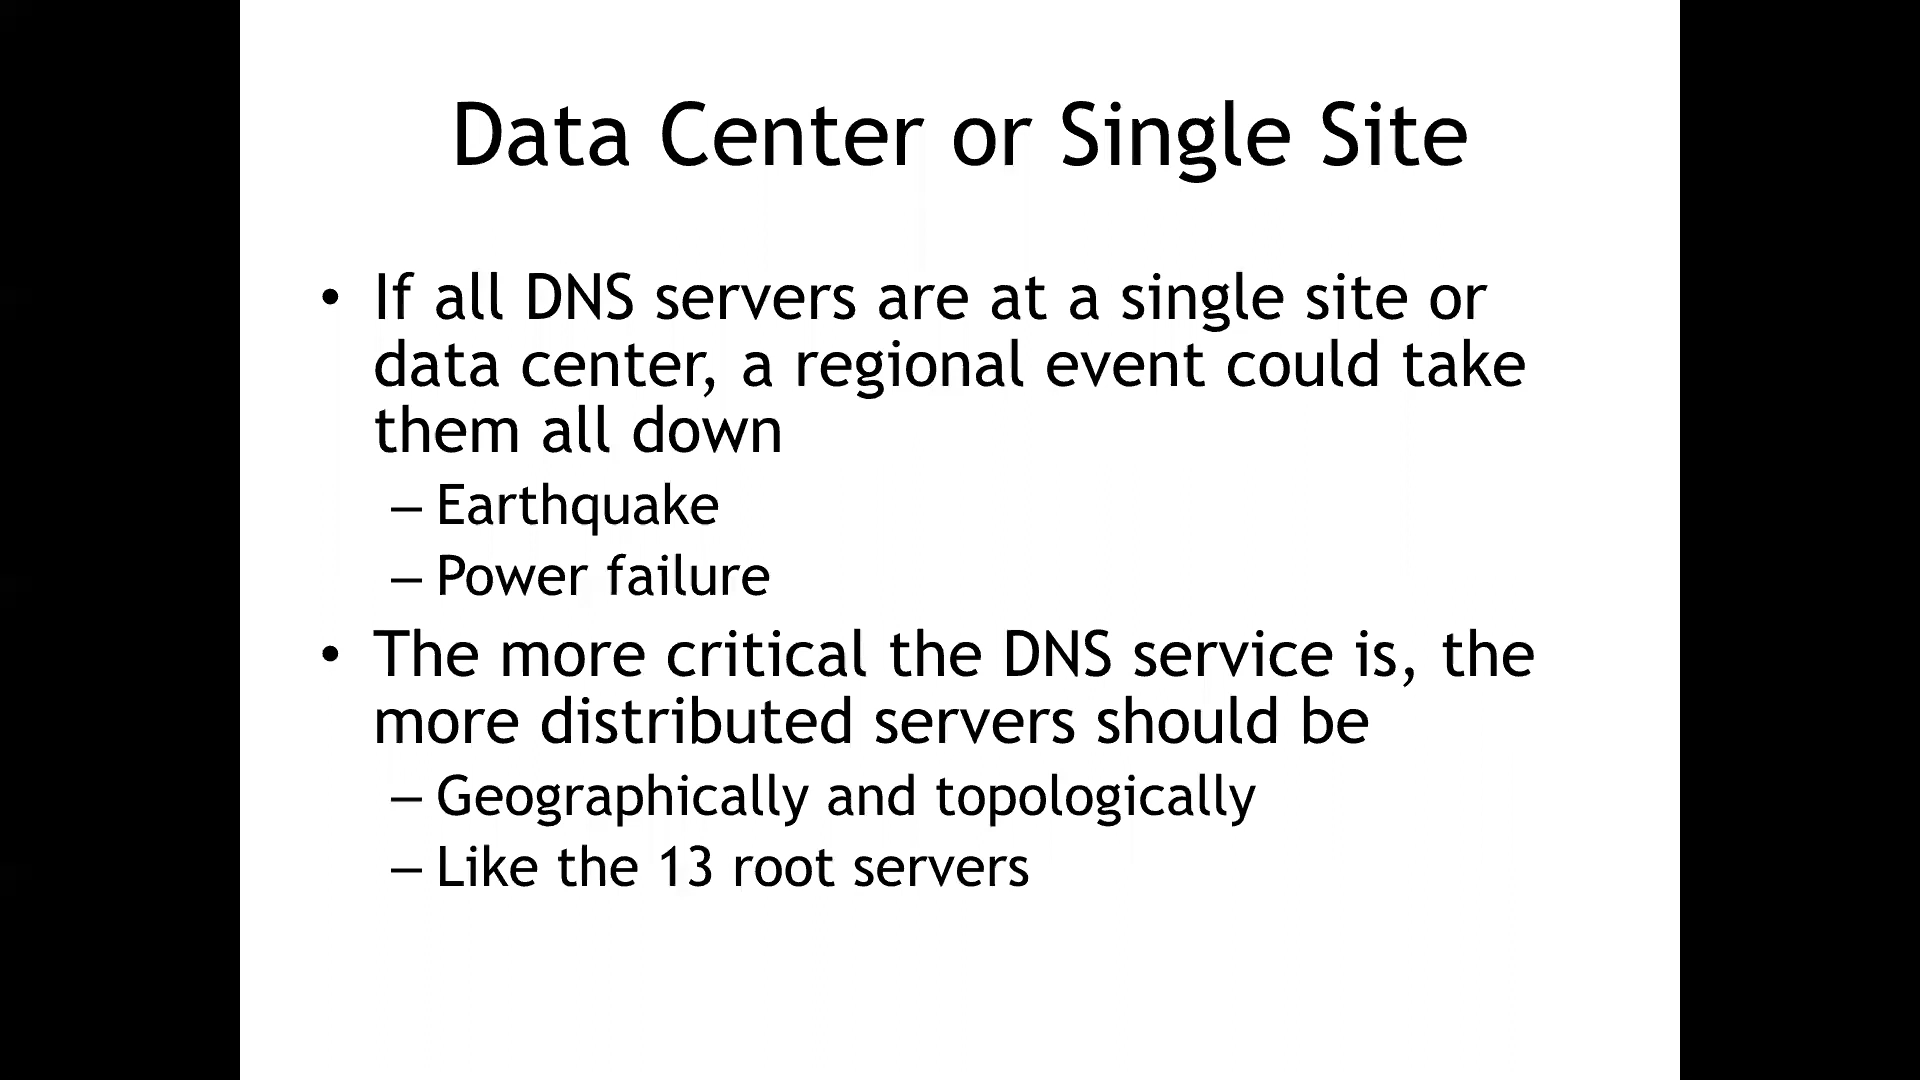 Data Center or Single Site
• If all DNS servers are at a single site or
data center, a regional event could take
them all down
– Earthquake
– Power failure
• The more critical the DNS service is, the
more distributed servers should be
– Geographically and topologically
– Like the 13 root servers